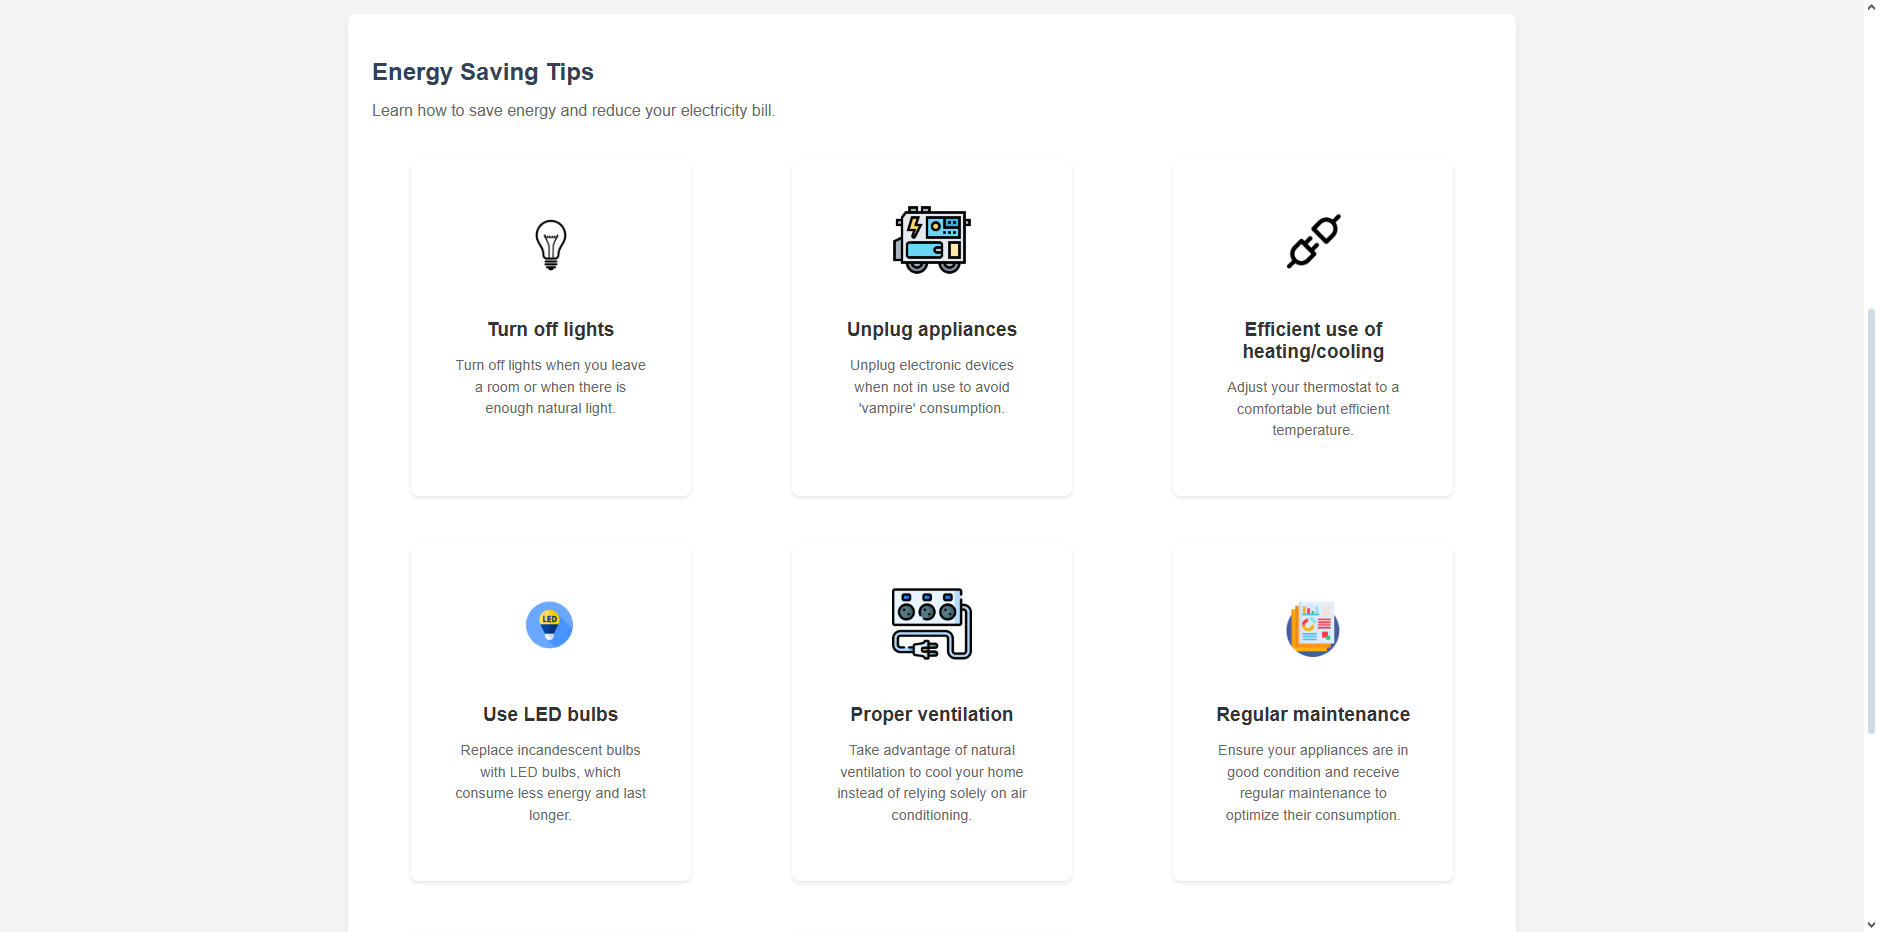 Energy Saving Tips
Learn how to save energy and reduce your electricity bill.
Turn off lights
Turn off lights when you leave
a room or when there is
enough natural light.
Unplug appliances
Unplug electronic devices
when not in use to avoid
'vampire' consumption.
Efficient use of
heating/cooling
Adjust your thermostat to a
comfortable but efficient
temperature.
LED
Use LED bulbs
Replace incandescent bulbs
with LED bulbs, which
consume less energy and last
longer.
Proper ventilation
Take advantage of natural
ventilation to cool your home
instead of relying solely on air
conditioning.
Regular maintenance
Ensure your appliances are in
good condition and receive
regular maintenance to
optimize their consumption.